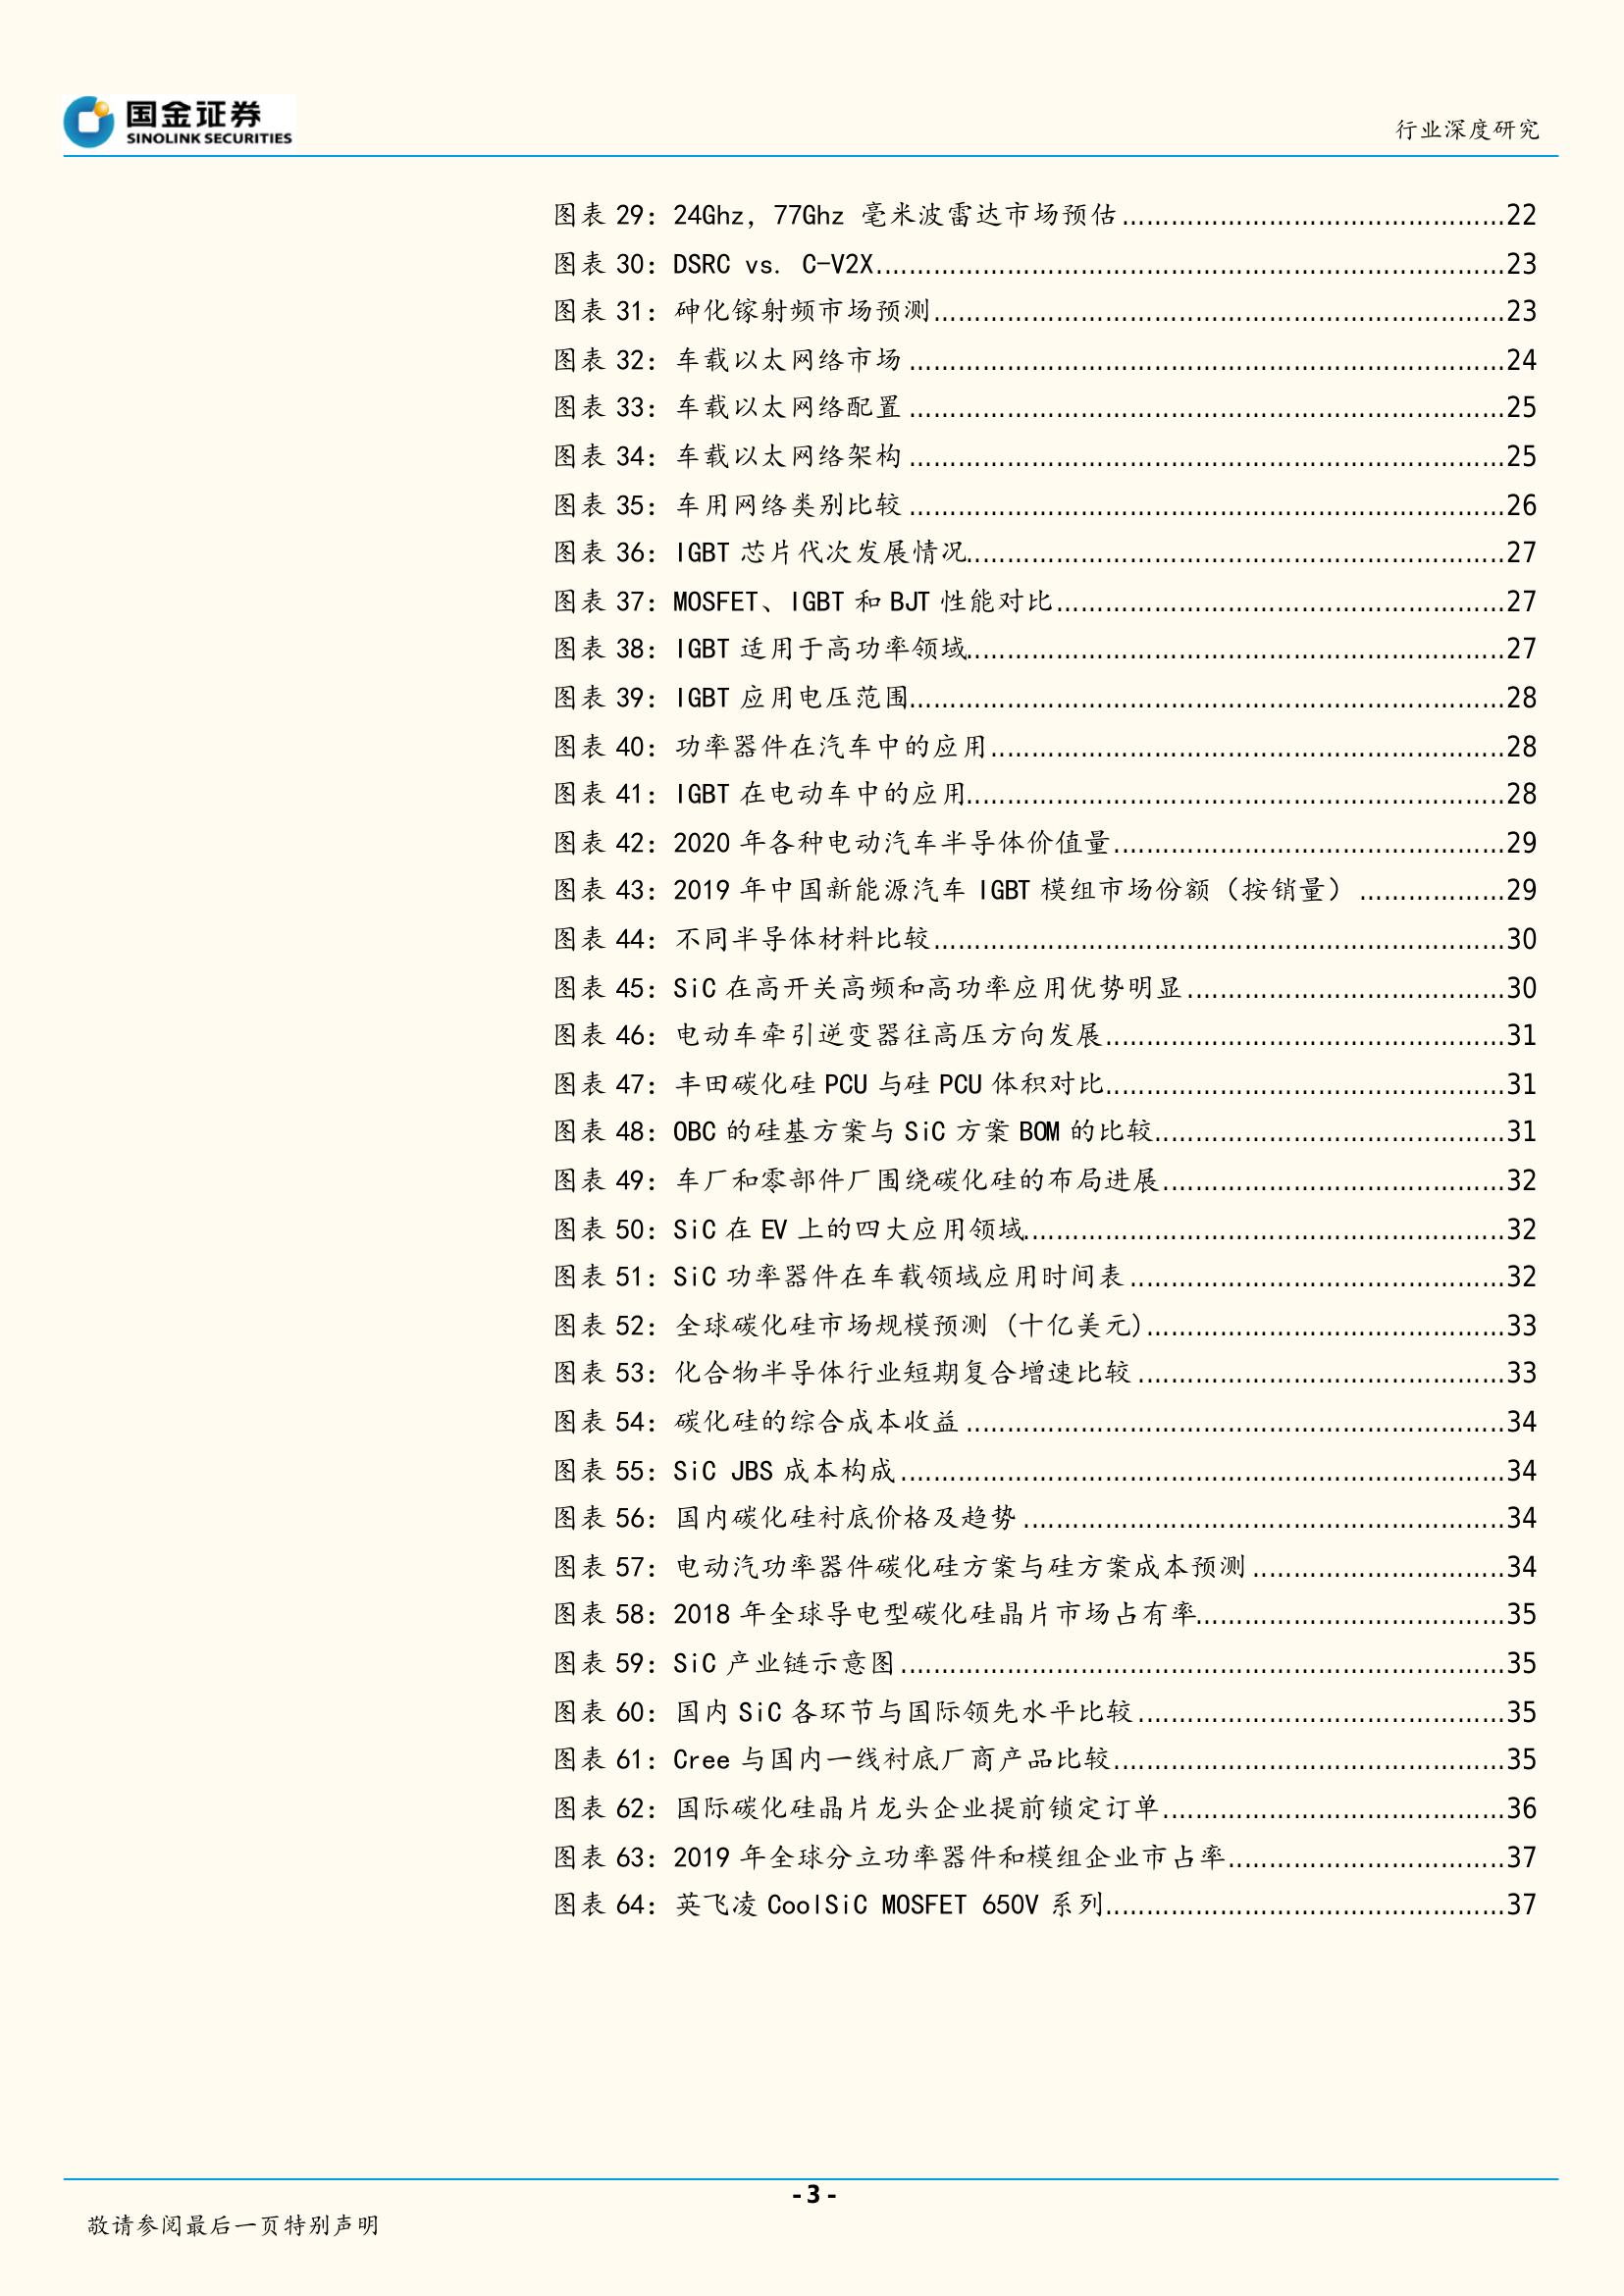 国金证券
SINOLINK SECURITIES
行业深度研究
图表 29：24Ghz，77Ghz 毫米波雷达市场预估...............................................22
图表 30：DSRC vs. C-V2X.............................................................................23
图表 31：砷化镓射频市场预测......................................................................23
图表 32：车载以太网络市场.........................................................................24
图表 33：车载以太网络配置.........................................................................25
图表 34：车载以太网络架构.........................................................................25
图表 35：车用网络类别比较.........................................................................26
图表 36：IGBT 芯片代次发展情况..................................................................27
图表 37：MOSFET、IGBT 和 BJT 性能对比.......................................................27
图表 38：IGBT 适用于高功率领域..................................................................27
图表 39：IGBT 应用电压范围.........................................................................28
图表 40：功率器件在汽车中的应用...............................................................28
图表 41：IGBT 在电动车中的应用..................................................................28
图表 42：2020 年各种电动汽车半导体价值量................................................29
图表 43：2019 年中国新能源汽车 IGBT 模组市场份额（按销量）..................29
图表 44：不同半导体材料比较......................................................................30
图表 45：SiC 在高开关高频和高功率应用优势明显.......................................30
图表 46：电动车牵引逆变器往高压方向发展.................................................31
图表 47：丰田碳化硅 PCU 与硅 PCU 体积对比.................................................31
图表 48：OBC 的硅基方案与 SiC 方案 BOM 的比较...........................................31
图表 49：车厂和零部件厂围绕碳化硅的布局进展..........................................32
图表 50：SiC 在 EV 上的四大应用领域...........................................................32
图表 51：SiC 功率器件在车载领域应用时间表..............................................32
图表 52：全球碳化硅市场规模预测 (十亿美元)............................................33
图表 53：化合物半导体行业短期复合增速比较.............................................33
图表 54：碳化硅的综合成本收益..................................................................34
图表 55：SiC JBS 成本构成..........................................................................34
图表 56：国内碳化硅衬底价格及趋势...........................................................34
图表 57：电动汽功率器件碳化硅方案与硅方案成本预测...............................34
图表 58：2018 年全球导电型碳化硅晶片市场占有率......................................35
图表 59：SiC 产业链示意图..........................................................................35
图表 60：国内 SiC 各环节与国际领先水平比较.............................................35
图表 61：Cree 与国内一线衬底厂商产品比较................................................35
图表 62：国际碳化硅晶片龙头企业提前锁定订单..........................................36
图表 63：2019 年全球分立功率器件和模组企业市占率..................................37
图表 64：英飞凌 CoolSiC MOSFET 650V 系列.................................................37
- 3 -
敬请参阅最后一页特别声明